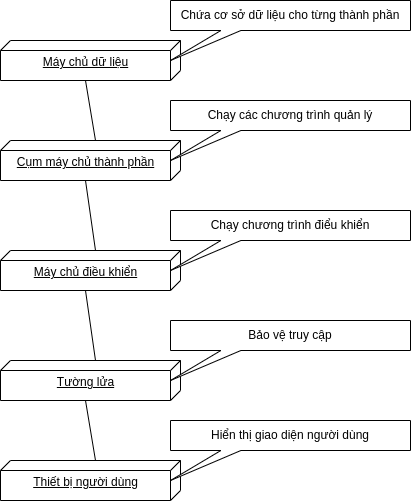 Chứa cơ sở dữ liệu cho từng thành phần
Máy chủ dữ liệu
Chạy các chương trình quản lý
Cụm máy chủ thành phần
Chạy chương trình điểu khiển
Máy chủ điều khiển
Bảo vệ truy cập
Tường lửa
Hiển thị giao diện người dùng
Thiết bị người dùng